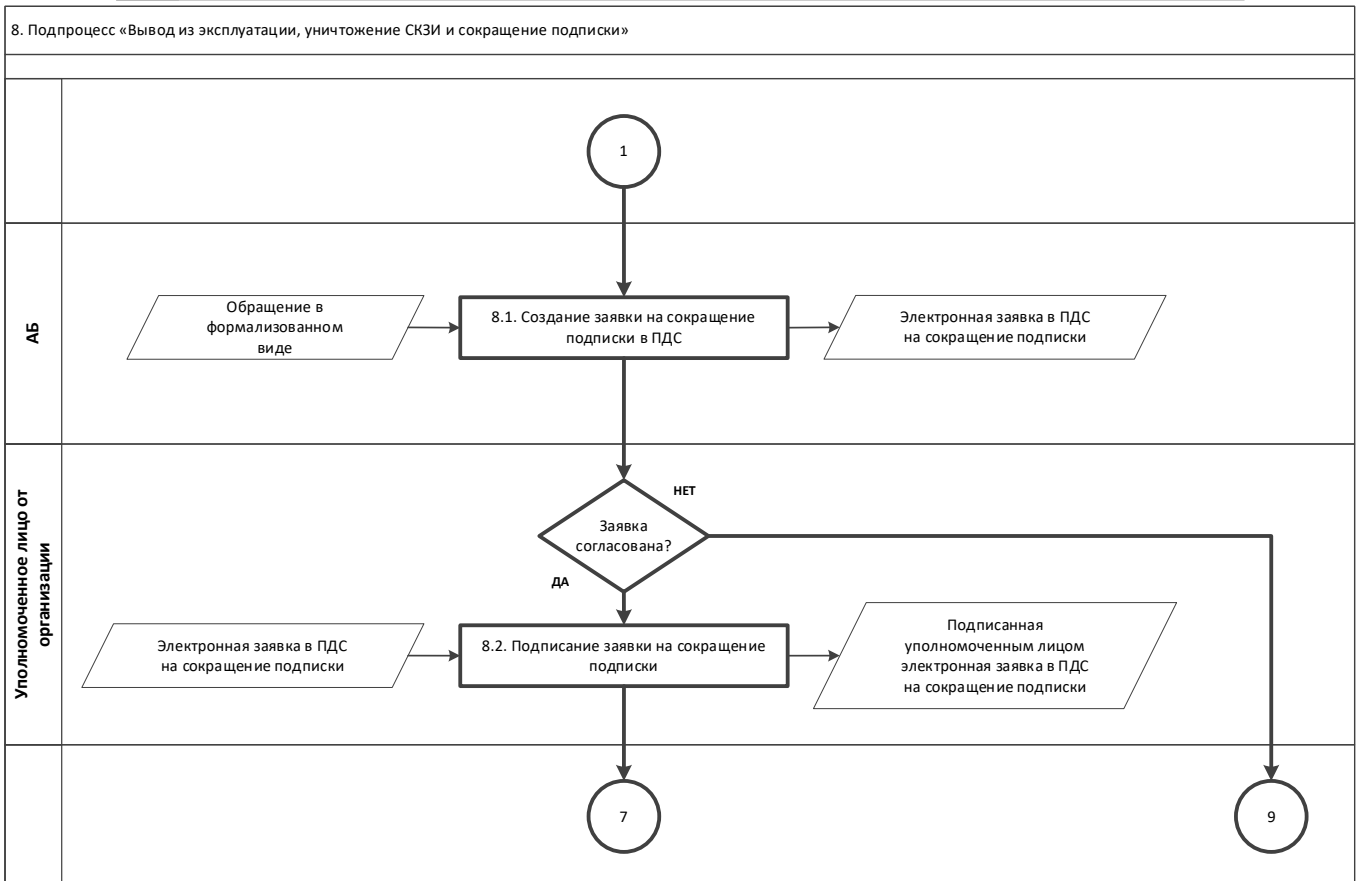 8. Подпроцесс «Вывод из эксплуатации, уничтожение СКЗИ и сокращение подписки»
1
АБ
Обращение в
формализованном
виде
8.1. Создание заявки на сокращение
подписки в ПДС
Электронная заявка в ПДС
на сокращение подписки
Уполномоченное лицо от
организации
Заявка
согласована?
НЕТ
ДА
Электронная заявка в ПДС
на сокращение подписки
8.2. Подписание заявки на сокращение
подписки
Подписанная
уполномоченным лицом
электронная заявка в ПДС
на сокращение подписки
7
9